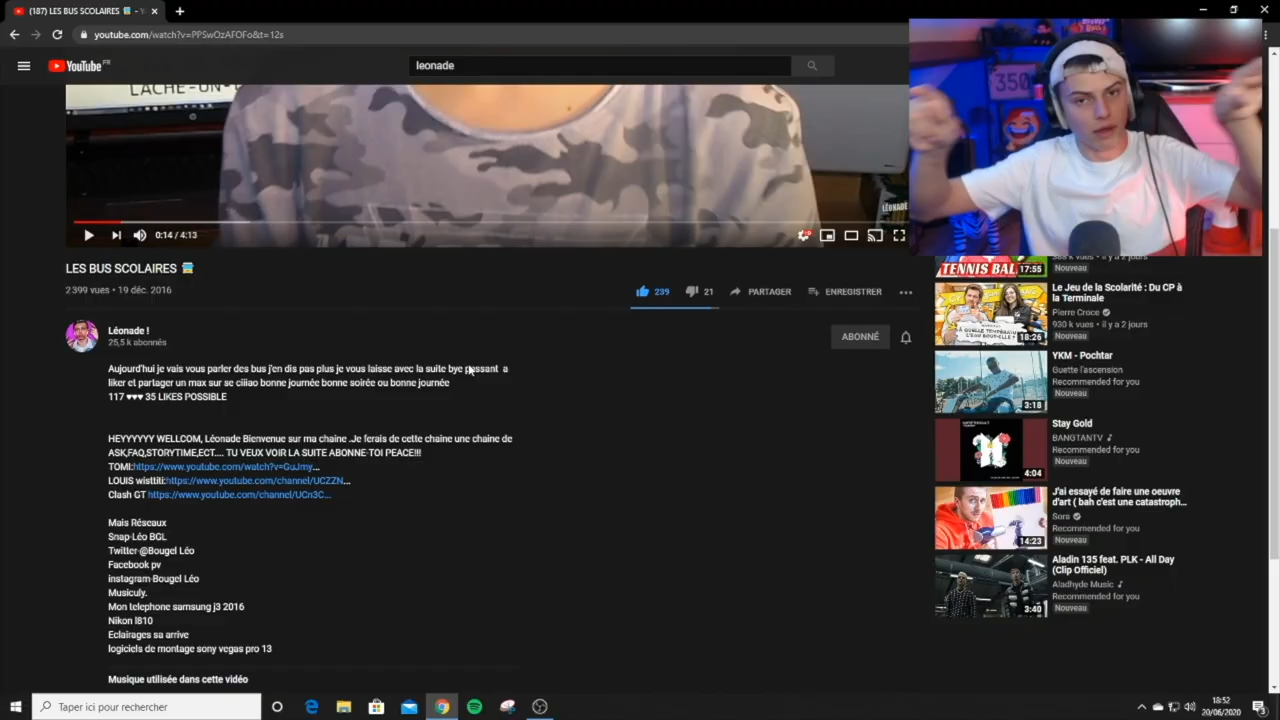 (187) LES BUS SCOLAIRES
youtube.com/watch?v=PPSwOzAFOFo&t=12s
YouTube FR
leonade
350
LÉONADE
0:14 / 4:13
LES BUS SCOLAIRES
2 399 vues • 19 déc. 2016
239
21
PARTAGER
ENREGISTRER
Léonade !
25,5 k abonnés
ABONNÉ
Aujourd'hui je vais vous parler des bus j'en dis pas plus je vous laisse avec la suite bye passant a
liker et partager un max sur se ciiiao bonne journée bonne soirée ou bonne journée
117 ♥♥♥ 35 LIKES POSSIBLE
HEYYYYYY WELLCOM, Léonade Bienvenue sur ma chaine .Je ferais de cette chaine une chaine de
ASK,FAQ,STORYTIME,ECT.... TU VEUX VOIR LA SUITE ABONNE-TOI PEACE!!!
TOMI:https://www.youtube.com/watch?v=GuJmy...
LOUIS wistiti:https://www.youtube.com/channel/UCZZN...
Clash GT https://www.youtube.com/channel/UCn3C...
Mais Réseaux
Snap-Léo BGL
Twitter-@Bougel Léo
Facebook pv
instagram-Bougel Léo
Musiculy.
Mon telephone samsung j3 2016
Nikon l810
Eclairages sa arrive
logiciels de montage sony vegas pro 13
Musique utilisée dans cette vidéo
TENNIS BAL
17:55
388 k vues • il y a 2 jours
Nouveau
18:26
Le Jeu de la Scolarité : Du CP à
la Terminale
Pierre Croce
930 k vues • il y a 2 jours
Nouveau
3:18
YKM - Pochtar
Guette l'ascension
Recommended for you
Nouveau
4:04
Stay Gold
BANGTANTV
Recommended for you
Nouveau
14:23
J'ai essayé de faire une oeuvre
d'art ( bah c'est une catastroph...
Sora
Recommended for you
Nouveau
3:40
Aladin 135 feat. PLK - All Day
(Clip Officiel)
Aladhyde Music
Recommended for you
Nouveau
Taper ici pour rechercher
18:52
20/06/2020
3